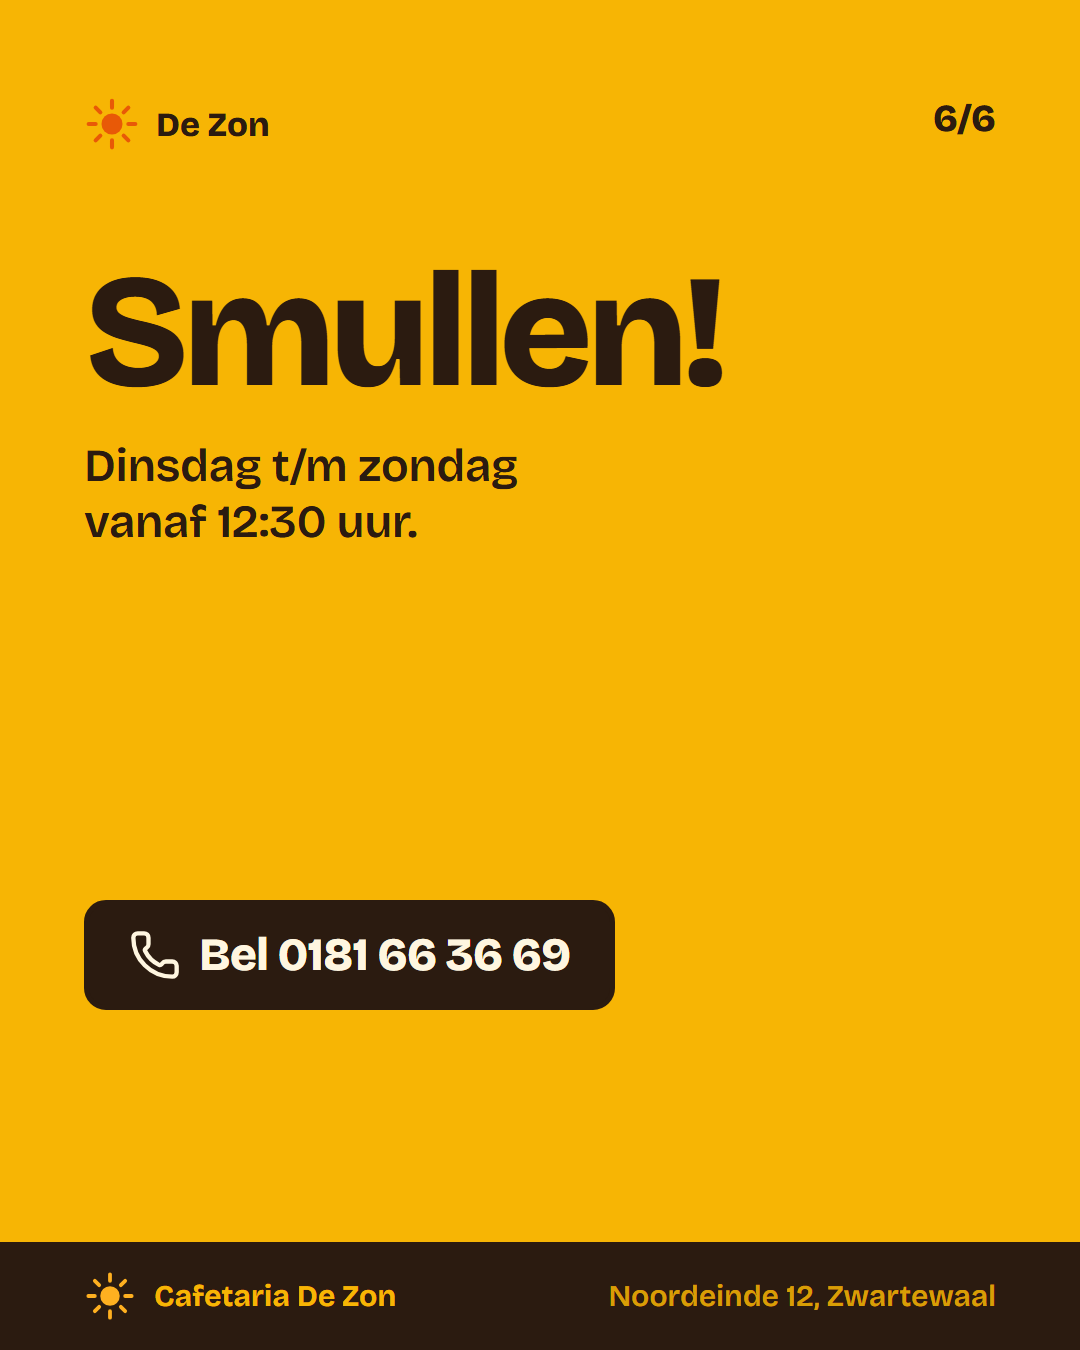 De Zon
6/6
Smullen!
Dinsdag t/m zondag
vanaf 12:30 uur.
Bel 0181 66 36 69
Cafetaria De Zon
Noordeinde 12, Zwartewaal